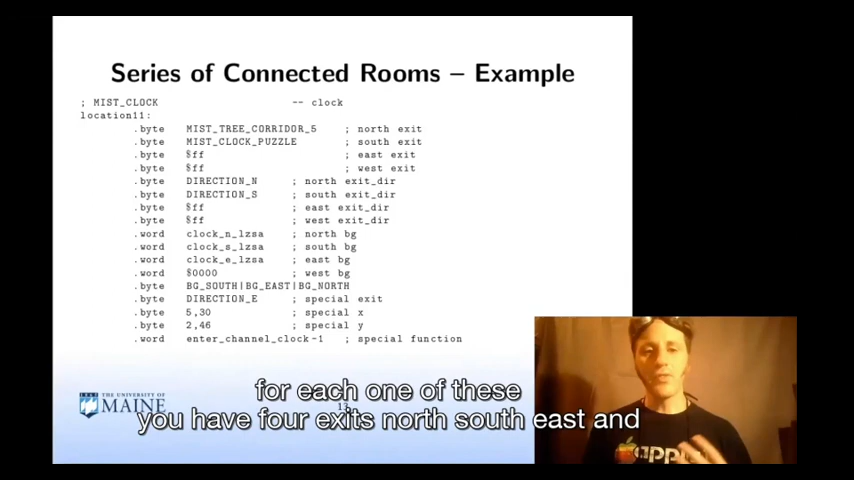 Series of Connected Rooms – Example
; MIST_CLOCK -- clock
location11:
.byte MIST_TREE_CORRIDOR_5 ; north exit
.byte MIST_CLOCK_PUZZLE ; south exit
.byte $ff ; east exit
.byte $ff ; west exit
.byte DIRECTION_N ; north exit_dir
.byte DIRECTION_S ; south exit_dir
.byte $ff ; east exit_dir
.byte $ff ; west exit_dir
.word clock_n_lzsa ; north bg
.word clock_s_lzsa ; south bg
.word clock_e_lzsa ; east bg
.word $0000 ; west bg
.byte BG_SOUTH|BG_EAST|BG_NORTH
.byte DIRECTION_E ; special exit
.byte 5,30 ; special x
.byte 2,46 ; special y
.word enter_channel_clock-1 ; special function
for each one of these
you have four exits north south east and
THE UNIVERSITY OF
MAINE
apple